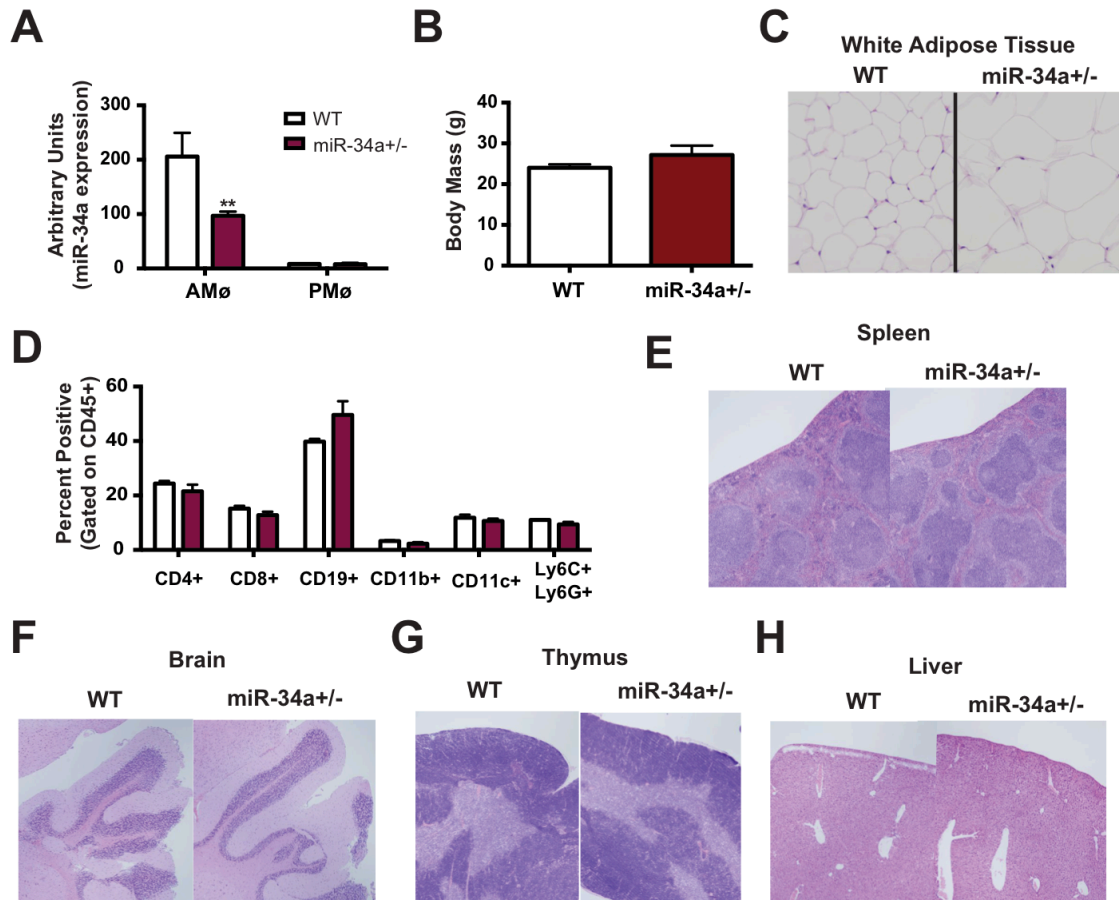 A
Arbitrary Units
(miR-34a expression)
300
200
100
0
WT
miR-34a+/-
**
AMø
PMø
B
Body Mass (g)
40
30
20
10
0
WT
miR-34a+/-
C
White Adipose Tissue
WT
miR-34a+/-
D
Percent Positive
(Gated on CD45+)
60
40
20
0
CD4+
CD8+
CD19+
CD11b+
CD11c+
Ly6C+
Ly6G+
E
Spleen
WT
miR-34a+/-
F
Brain
WT
miR-34a+/-
G
Thymus
WT
miR-34a+/-
H
Liver
WT
miR-34a+/-